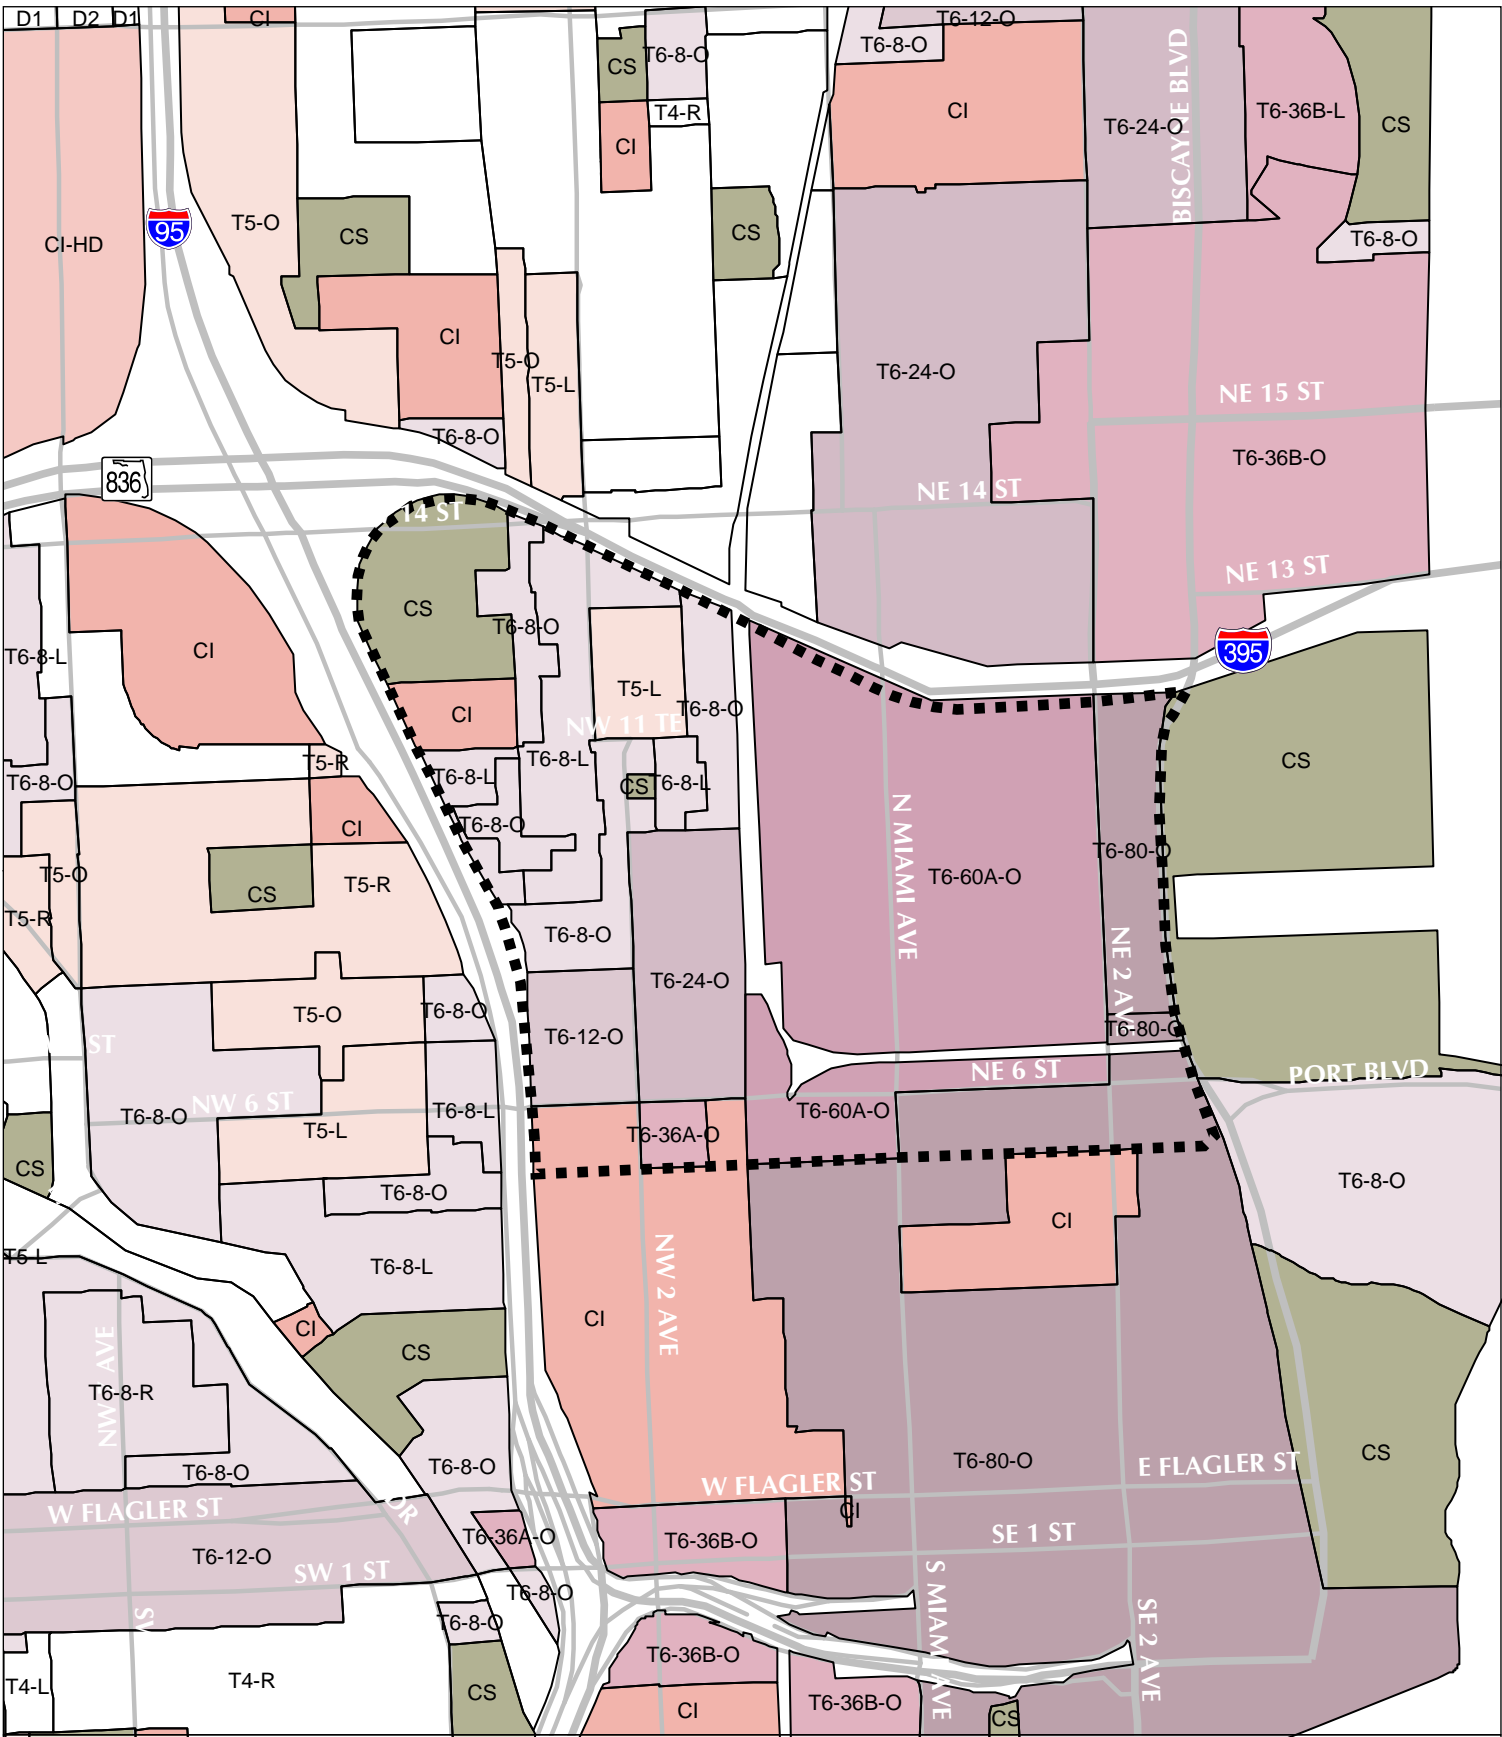 D1
D2
D1
CI
T6-12-O
T6-8-O
T6-8-O
CS
BISCAYNE BLVD
CI
T6-36B-L
T4-R
T6-24-O
CS
CI
T5-O
CS
CS
T6-8-O
CI-HD
95
CI
T5-O
T5-L
T6-24-O
NE 15 ST
T6-8-O
T6-36B-O
836
NE 14 ST
14 ST
NE 13 ST
CS
T6-8-O
395
T6-8-L
CI
T5-L
T6-8-O
CI
NW 11 TE
T6-8-L
T5-R
T6-8-L
CS
T6-8-L
CS
T6-8-O
T6-8-O
N MIAMI AVE
CI
T6-80-O
T5-O
T5-R
CS
T6-60A-O
T5-R
T6-8-O
NE 2 AV
T6-24-O
T5-O
T6-8-O
T6-12-O
T6-80-O
ST
NE 6 ST
PORT BLVD
NW 6 ST
T6-8-O
T6-8-L
T6-60A-O
T5-L
T6-36A-O
CS
T6-8-O
T6-8-O
CI
T5-L
T6-8-L
NW 2 AVE
CI
CI
CS
NW AVE
T6-8-R
CS
T6-80-O
T6-8-O
T6-8-O
E FLAGLER ST
W FLAGLER ST
W FLAGLER ST
CI
DR
T6-36A-O
T6-36B-O
SE 1 ST
T6-12-O
SW 1 ST
T6-8-O
S MIAMI AVE
SE 2 AVE
T6-8-O
T6-36B-O
T4-L
T4-R
CS
T6-36B-O
CI
CS